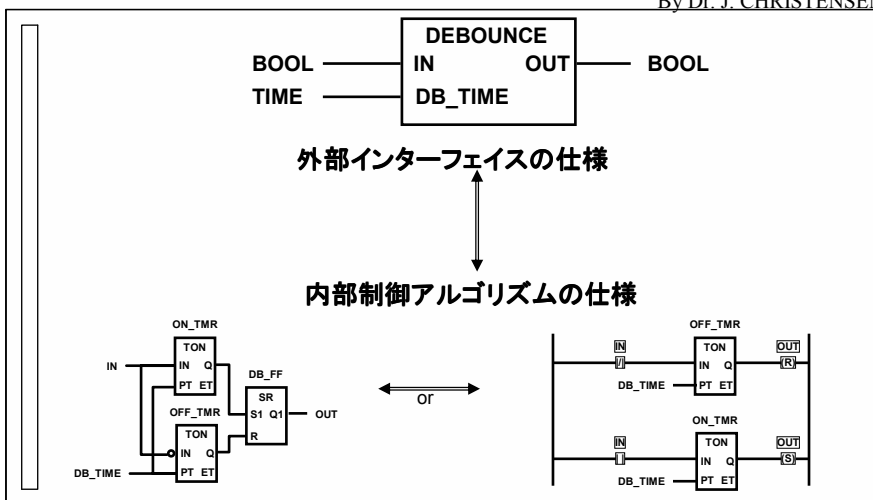 By Dr. J. CHRISTENSEN
DEBOUNCE
BOOL IN OUT BOOL
TIME DB_TIME
外部インターフェイスの仕様
内部制御アルゴリズムの仕様
ON_TMR
TON
IN IN Q
PT ET
DB_FF
SR
S1 Q1 OUT
R
OFF_TMR
TON
IN Q
DB_TIME PT ET
or
OFF_TMR
IN TON OUT
|/| IN Q (R)
DB_TIME PT ET
ON_TMR
IN TON OUT
| | IN Q (S)
DB_TIME PT ET